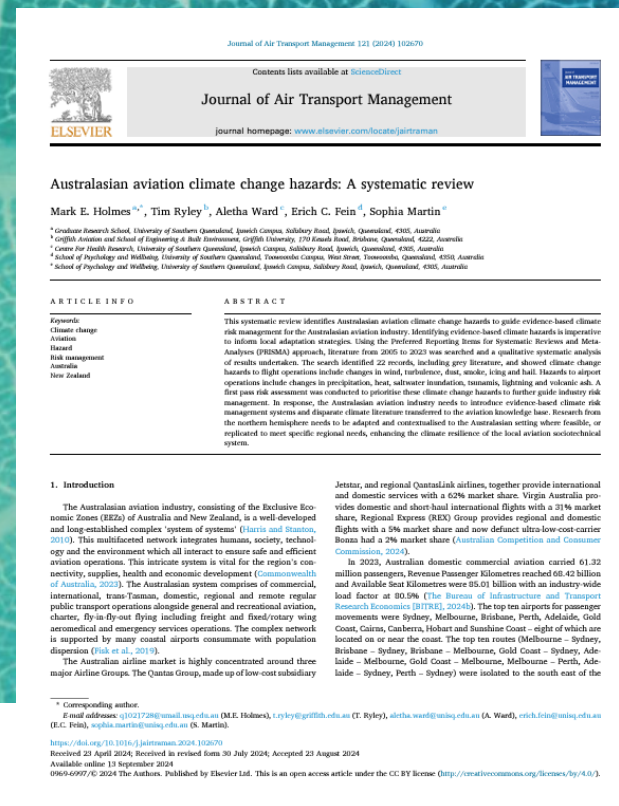 Journal of Air Transport Management 121 (2024) 102670
Contents lists available at ScienceDirect
Journal of Air Transport Management
journal homepage: www.elsevier.com/locate/jairtraman
ELSEVIER
AIR TRANSPORT
MANAGEMENT
Australasian aviation climate change hazards: A systematic review
Mark E. Holmes a,*, Tim Ryley b, Aletha Ward c, Erich C. Fein d, Sophia Martin e
a Graduate Research School, University of Southern Queensland, Ipswich Campus, Salisbury Road, Ipswich, Queensland, 4305, Australia
b Griffith Aviation and School of Engineering & Built Environment, Griffith University, 170 Kessels Road, Brisbane, Queensland, 4222, Australia
c Centre For Health Research, University of Southern Queensland, Ipswich Campus, Salisbury Road, Ipswich, Queensland, 4305, Australia
d School of Psychology and Wellbeing, University of Southern Queensland, Toowoomba Campus, West Street, Toowoomba, Queensland, 4350, Australia
e School of Psychology and Wellbeing, University of Southern Queensland, Ipswich Campus, Salisbury Road, Ipswich, Queensland, 4305, Australia
ARTICLE INFO
Keywords:
Climate change
Aviation
Hazard
Risk management
Australia
New Zealand
ABSTRACT
This systematic review identifies Australasian aviation climate change hazards to guide evidence-based climate
risk management for the Australasian aviation industry. Identifying evidence-based climate hazards is imperative
to inform local adaptation strategies. Using the Preferred Reporting Items for Systematic Reviews and Meta-
Analyses (PRISMA) approach, literature from 2005 to 2023 was searched and a qualitative systematic analysis
of results undertaken. The search identified 22 records, including grey literature, and showed climate change
hazards to flight operations include changes in wind, turbulence, dust, smoke, icing and hail. Hazards to airport
operations include changes in precipitation, heat, saltwater inundation, tsunamis, lightning and volcanic ash. A
first pass risk assessment was conducted to prioritise these climate change hazards to further guide industry risk
management. In response, the Australasian aviation industry needs to introduce evidence-based climate risk
management systems and disparate climate literature transferred to the aviation knowledge base. Research from
the northern hemisphere needs to be adapted and contextualised to the Australasian setting where feasible, or
replicated to meet specific regional needs, enhancing the climate resilience of the local aviation sociotechnical
system.
1. Introduction
The Australasian aviation industry, consisting of the Exclusive Eco-
nomic Zones (EEZs) of Australia and New Zealand, is a well-developed
and long-established complex 'system of systems' (Harris and Stanton,
2010). This multifaceted network integrates humans, society, technol-
ogy and the environment which all interact to ensure safe and efficient
aviation operations. This intricate system is vital for the region's con-
nectivity, supplies, health and economic development (Commonwealth
of Australia, 2023). The Australasian system comprises of commercial,
international, trans-Tasman, domestic, regional and remote regular
public transport operations alongside general and recreational aviation,
charter, fly-in-fly-out flying including freight and fixed/rotary wing
aeromedical and emergency services operations. The complex network
is supported by many coastal airports consummate with population
dispersion (Fisk et al., 2019).
The Australian airline market is highly concentrated around three
major Airline Groups. The Qantas Group, made up of low-cost subsidiary
Jetstar, and regional QantasLink airlines, together provide international
and domestic services with a 62% market share. Virgin Australia pro-
vides domestic and short-haul international flights with a 31% market
share, Regional Express (REX) Group provides regional and domestic
flights with a 5% market share and now defunct ultra-low-cost-carrier
Bonza had a 2% market share (Australian Competition and Consumer
Commission, 2024).
In 2023, Australian domestic commercial aviation carried 61.32
million passengers, Revenue Passenger Kilometres reached 68.42 billion
and Available Seat Kilometres were 85.01 billion with an industry-wide
load factor at 80.5% (The Bureau of Infrastructure and Transport
Research Economics [BITRE], 2024b). The top ten airports for passenger
movements were Sydney, Melbourne, Brisbane, Perth, Adelaide, Gold
Coast, Cairns, Canberra, Hobart and Sunshine Coast – eight of which are
located on or near the coast. The top ten routes (Melbourne – Sydney,
Brisbane – Sydney, Brisbane – Melbourne, Gold Coast – Sydney, Ade-
laide – Melbourne, Gold Coast – Melbourne, Melbourne – Perth, Ade-
laide – Sydney, Perth – Sydney) were isolated to the south east of the
* Corresponding author.
E-mail addresses: q1021728@umail.usq.edu.au (M.E. Holmes), t.ryley@griffith.edu.au (T. Ryley), aletha.ward@unisq.edu.au (A. Ward), erich.fein@unisq.edu.au
(E.C. Fein), sophia.martin@unisq.edu.au (S. Martin).
https://doi.org/10.1016/j.jairtraman.2024.102670
Received 23 April 2024; Received in revised form 30 July 2024; Accepted 23 August 2024
Available online 13 September 2024
0969-6997/© 2024 The Authors. Published by Elsevier Ltd. This is an open access article under the CC BY license (http://creativecommons.org/licenses/by/4.0/).